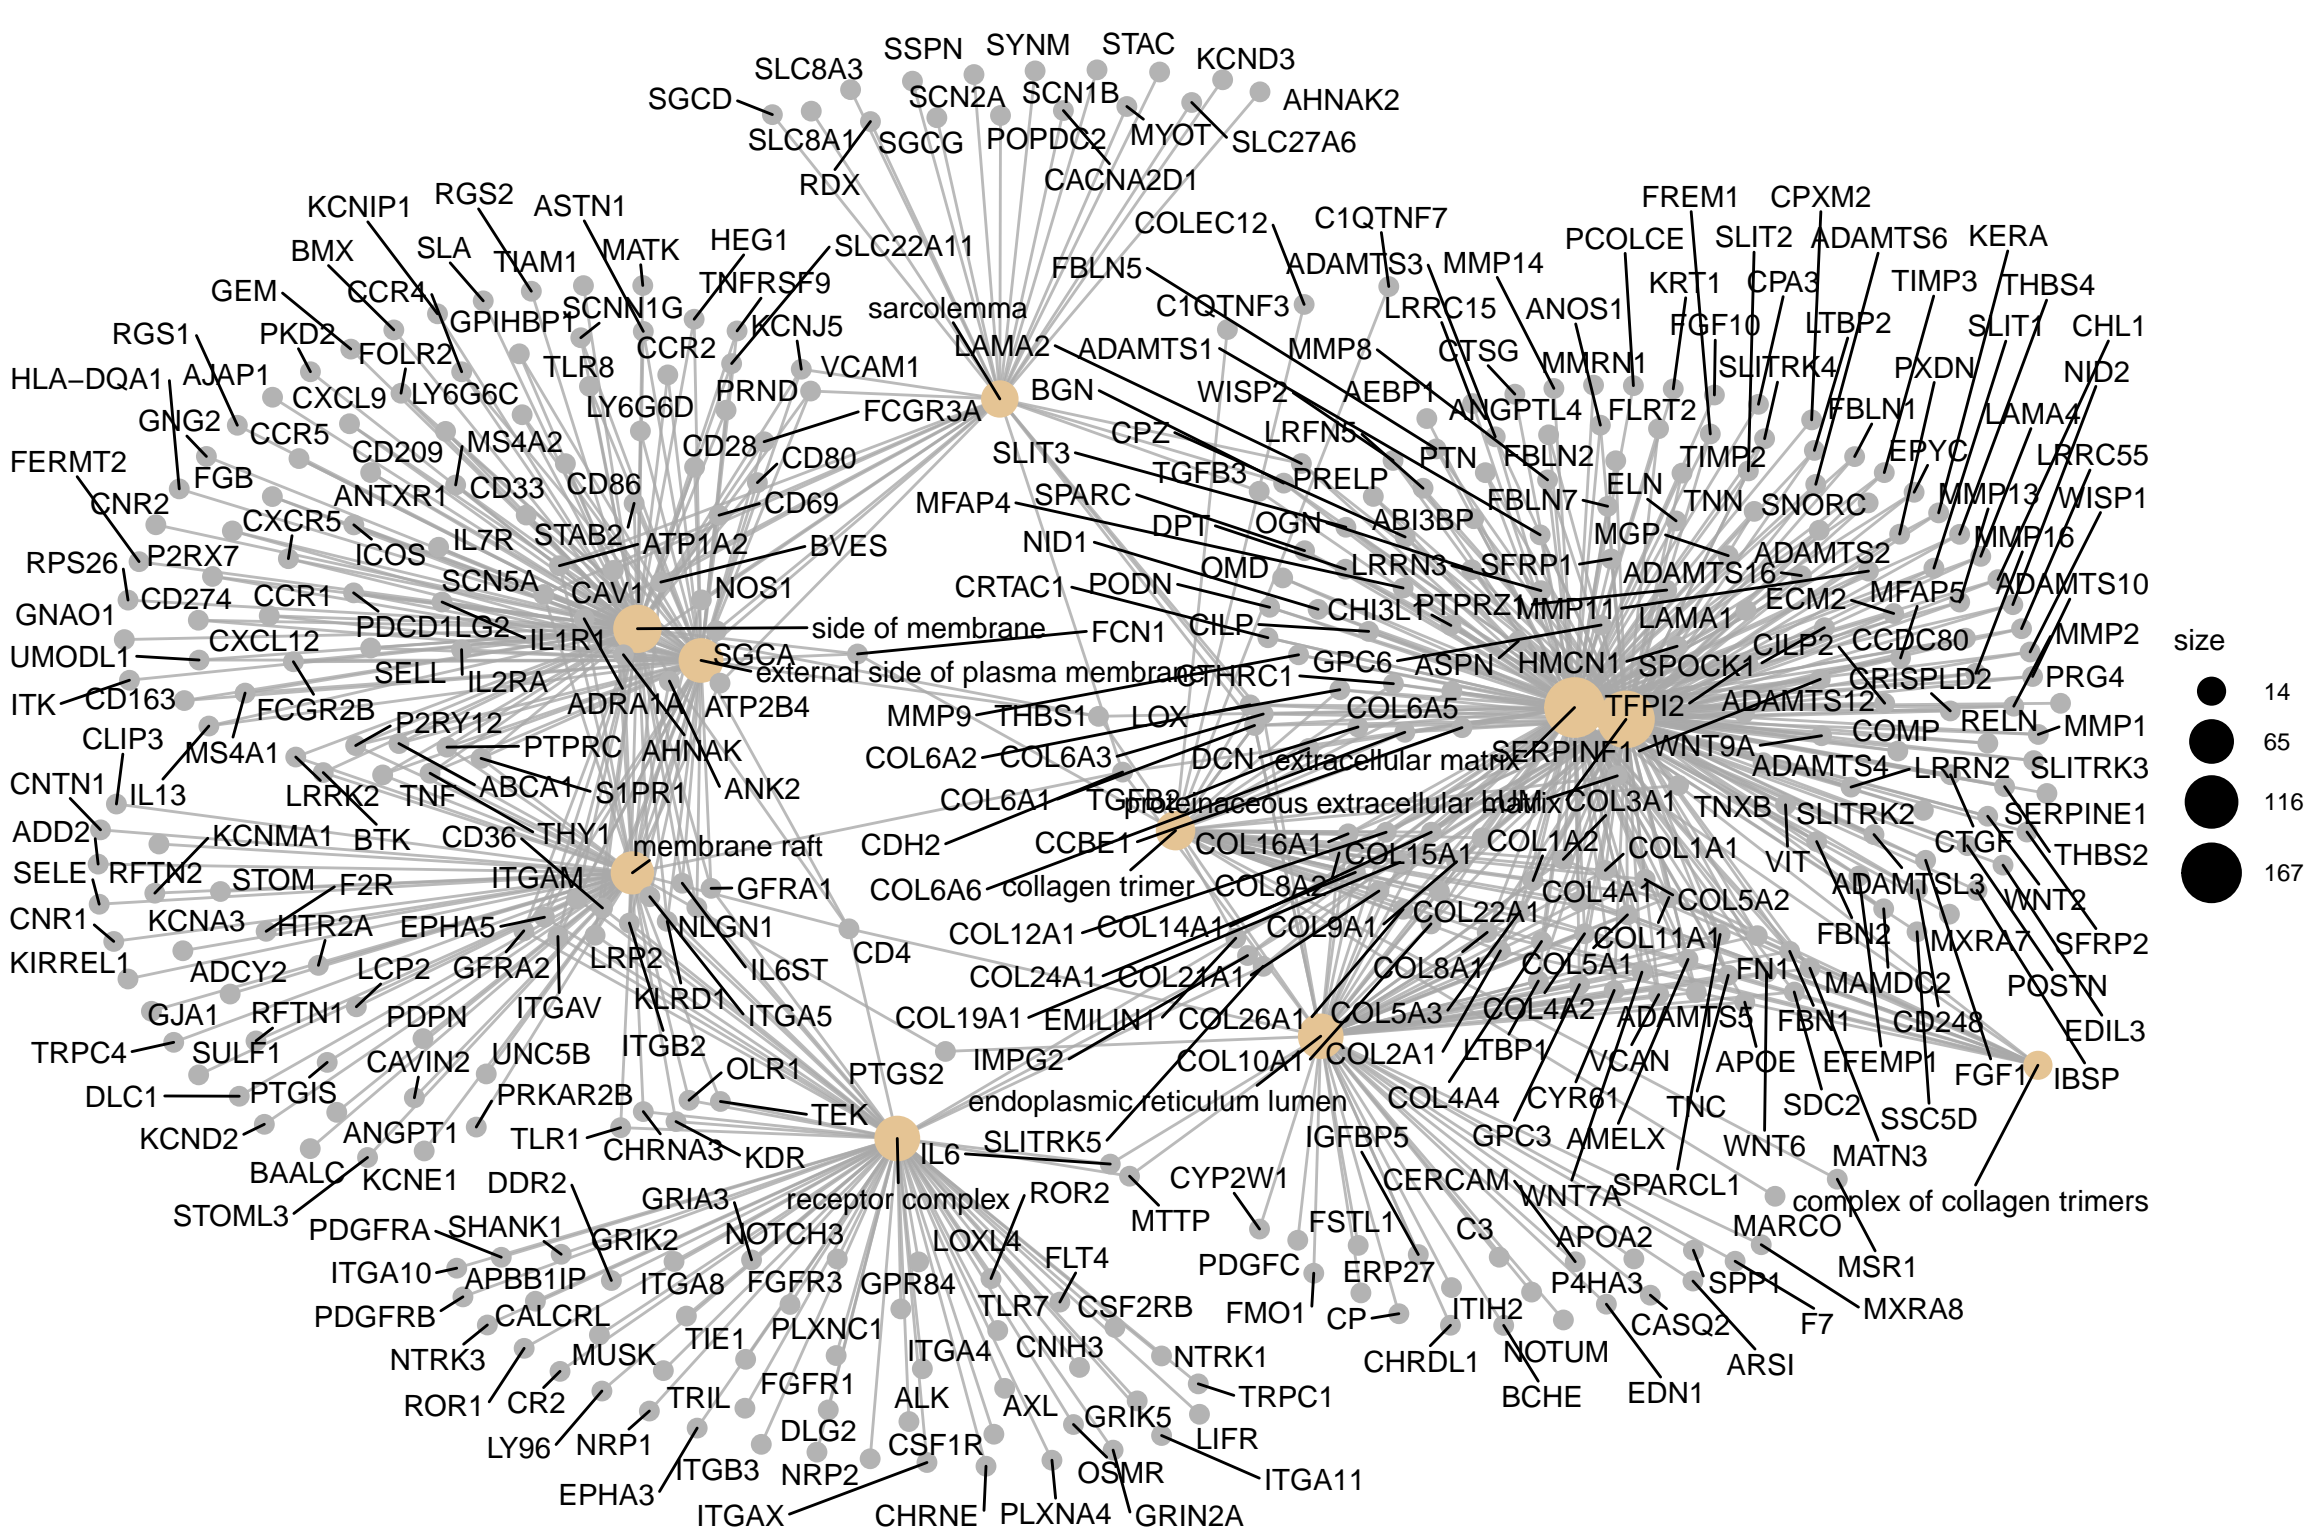 SSPN
SYNM
STAC
KCND3
SLC8A3
SGCD
SCN2A
SCN1B
AHNAK2
SLC8A1
SGCG
POPDC2
MYOT
SLC27A6
RDX
CACNA2D1
KCNIP1
RGS2
ASTN1
COLEC12
C1QTNF7
FREM1
CPXM2
BMX
SLA
TIAM1
MATK
HEG1
SLC22A11
PCOLCE
SLIT2
ADAMTS6
KERA
GEM
CCR4
TNFRSF9
FBLN5
ADAMTS3
MMP14
KRT1
CPA3
TIMP3
THBS4
RGS1
PKD2
GPIHBP1
SCNN1G
KCNJ5
sarcolemma
C1QTNF3
LRRC15
ANOS1
FGF10
LTBP2
SLIT1
CHL1
HLA-DQA1
AJAP1
FOLR2
TLR8
CCR2
VCAM1
LAMA2
ADAMTS1
MMP8
CTSG
MMRN1
SLITRK4
PXDN
NID2
GNG2
CXCL9
LY6G6C
LY6G6D
PRND
FCGR3A
BGN
WISP2
AEBP1
ANGPTL4
FLRT2
FBLN1
LAMA4
FERMT2
CCR5
CD209
MS4A2
CD28
CD80
SLIT3
CPZ
LRFN5
PTN
FBLN2
TIMP2
EPYC
LRRC55
FGB
CNR2
ANTXR1
CD33
CD86
CD69
MFAP4
SPARC
TGFB3
PRELP
FBLN7
ELN
TNN
SNORC
MMP13
WISP1
CXCR5
IL7R
STAB2
ATP1A2
BVES
NID1
DPT
OGN
ABI3BP
MGP
MMP16
RPS26
P2RX7
ICOS
SCN5A
CAV1
NOS1
CRTAC1
PODN
OMD
LRRN3
SFRP1
ADAMTS16
ADAMTS2
MFAP5
ADAMTS10
GNAO1
CD274
CCR1
PDCD1LG2
IL1R1
side of membrane
FCN1
CILP
CHI3L1
PTPRZ1
MMP11
LAMA1
ECM2
CCDC80
MMP2
UMODL1
CXCL12
SELL
IL2RA
SGCA
external side of plasma membrane
CTHRC1
GPC6
ASPN
HMCN1
SPOCK1
CILP2
CRISPLD2
PRG4
ITK
CD163
FCGR2B
P2RY12
ADRA1A
ATP2B4
MMP9
THBS1
LOX
COL6A5
TFPI2
ADAMTS12
COMP
RELN
MMP1
CLIP3
MS4A1
PTPRC
AHNAK
COL6A2
COL6A3
DCN
extracellular matrix
SERPINF1
WNT9A
ADAMTS4
LRRN2
SLITRK3
CNTN1
IL13
LRRK2
TNF
ABCA1
S1PR1
ANK2
COL6A1
TGFB2
proteinaceous extracellular matrix
LUM
COL3A1
TNXB
SLITRK2
SERPINE1
ADD2
KCNMA1
BTK
CD36
THY1
membrane raft
CDH2
CCBE1
COL16A1
COL15A1
COL1A2
COL1A1
VIT
CTGF
THBS2
SELE
RFTN2
STOM
F2R
ITGAM
GFRA1
COL6A6
collagen trimer
COL8A2
COL4A1
COL5A2
ADAMTSL3
WNT2
CNR1
KCNA3
HTR2A
EPHA5
NLGN1
COL12A1
COL14A1
COL9A1
COL22A1
COL11A1
FBN2
MXRA7
SFRP2
KIRREL1
ADCY2
LCP2
GFRA2
LRP2
IL6ST
CD4
COL24A1
COL21A1
COL8A1
COL5A1
FN1
MAMDC2
POSTN
GJA1
RFTN1
PDPN
ITGAV
KLRD1
ITGA5
COL19A1
EMILIN1
COL26A1
COL5A3
COL4A2
ADAMTS5
FBN1
CD248
EDIL3
TRPC4
SULF1
CAVIN2
UNC5B
ITGB2
PTGS2
IMPG2
COL10A1
COL2A1
LTBP1
VCAN
APOE
EFEMP1
FGF1
IBSP
DLC1
PTGIS
PRKAR2B
OLR1
TEK
endoplasmic reticulum lumen
COL4A4
CYR61
TNC
SDC2
SSC5D
KCND2
ANGPT1
TLR1
CHRNA3
KDR
IL6
SLITRK5
IGFBP5
GPC3
AMELX
WNT6
MATN3
BAALC
KCNE1
DDR2
GRIA3
receptor complex
ROR2
MTTP
CYP2W1
CERCAM
WNT7A
SPARCL1
complex of collagen trimers
STOML3
PDGFRA
SHANK1
GRIK2
NOTCH3
LOXL4
FLT4
FSTL1
C3
APOA2
MARCO
MSR1
ITGA10
APBB1IP
ITGA8
FGFR3
GPR84
PDGFC
ERP27
P4HA3
SPP1
PDGFRB
CALCRL
TIE1
PLXNC1
TLR7
CSF2RB
FMO1
CP
ITIH2
CASQ2
F7
MXRA8
NTRK3
MUSK
ITGA4
CNIH3
NTRK1
CHRDL1
NOTUM
ARSI
ROR1
CR2
TRIL
FGFR1
ALK
AXL
GRIK5
TRPC1
BCHE
EDN1
LY96
NRP1
DLG2
CSF1R
LIFR
EPHA3
ITGB3
NRP2
OSMR
ITGA11
ITGAX
CHRNE
PLXNA4
GRIN2A
size
14
65
116
167